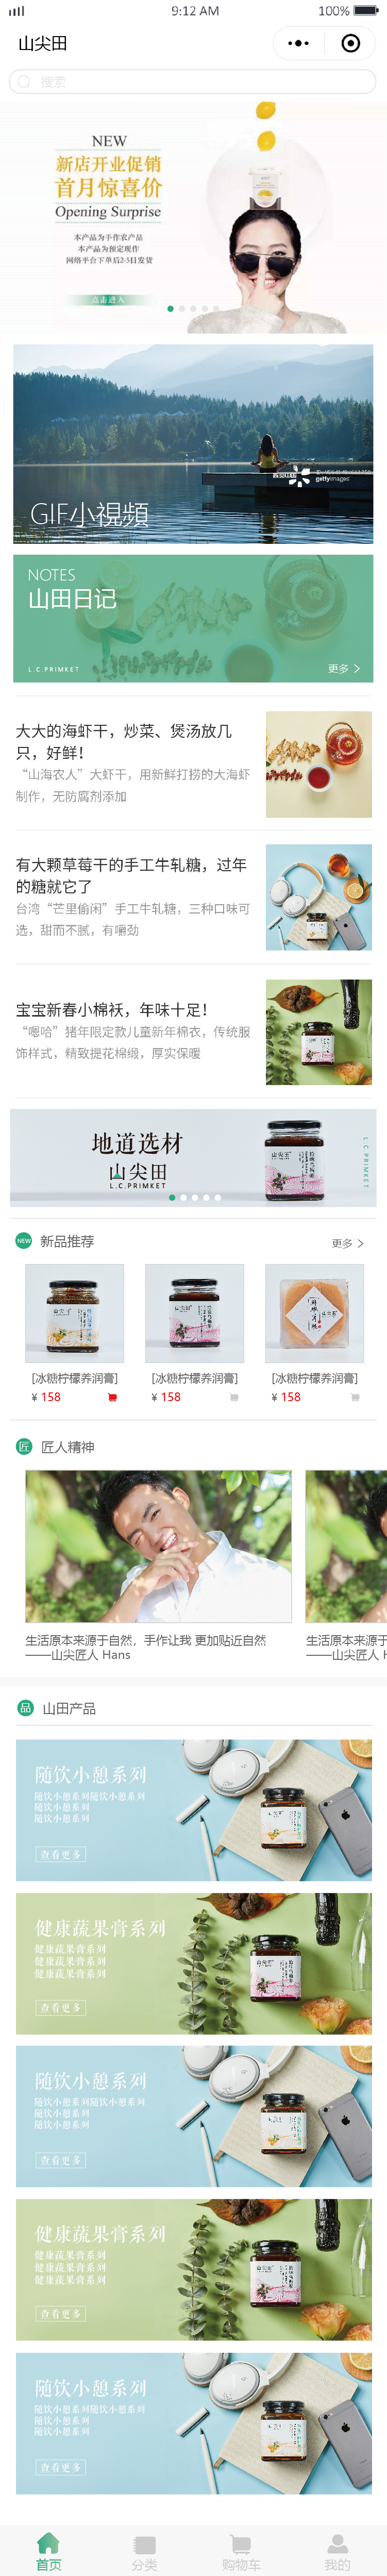 9:12 AM
100%
山尖田
搜索
NEW
新店开业促销
首月惊喜价
Opening Surprise
本产品为手作农产品
本产品为预定现作
网络平台下单后2-5日发货
点击进入
gettyimages
GIF小視頻
NOTES
山田日记
L.C.PRIMKET
更多
大大的海虾干，炒菜、煲汤放几
只，好鲜！
“山海农人”大虾干，用新鲜打捞的大海虾
制作，无防腐剂添加
有大颗草莓干的手工牛轧糖，过年
的糖就它了
台湾“芒里偷闲”手工牛轧糖，三种口味可
选，甜而不腻，有嚼劲
宝宝新春小棉袄，年味十足！
“嗯哈”猪年限定款儿童新年棉衣，传统服
饰样式，精致提花棉缎，厚实保暖
地道选材
山尖田
L.C.PRIMKET
L.C.PRIMKET
NEW 新品推荐
更多
[冰糖柠檬养润膏]
¥ 158
[冰糖柠檬养润膏]
¥ 158
[冰糖柠檬养润膏]
¥ 158
匠 匠人精神
生活原本来源于自然，手作让我 更加贴近自然
——山尖匠人 Hans
生活原本来源于
——山尖匠人
品 山田产品
随饮小憩系列
随饮小憩系列随饮小憩系列
随饮小憩系列
随饮小憩系列
查看更多
健康蔬果膏系列
健康蔬果膏系列
健康蔬果膏系列
健康蔬果膏系列
查看更多
随饮小憩系列
随饮小憩系列随饮小憩系列
随饮小憩系列
随饮小憩系列
查看更多
健康蔬果膏系列
健康蔬果膏系列
健康蔬果膏系列
健康蔬果膏系列
查看更多
随饮小憩系列
随饮小憩系列随饮小憩系列
随饮小憩系列
随饮小憩系列
查看更多
首页
分类
购物车
我的